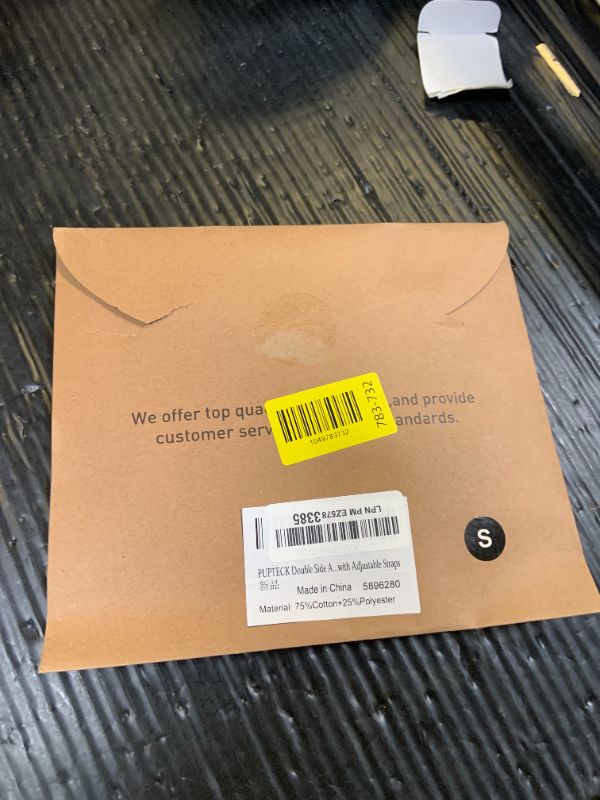 We offer top qua ,and provide
customer serv andards.
783-732
1049783732
LPN PM EZ678 3385
S
PUPTECK Double Side A...with Adjustable Straps
新品 Made in China 5896280
Material: 75%Cotton+25%Polyester